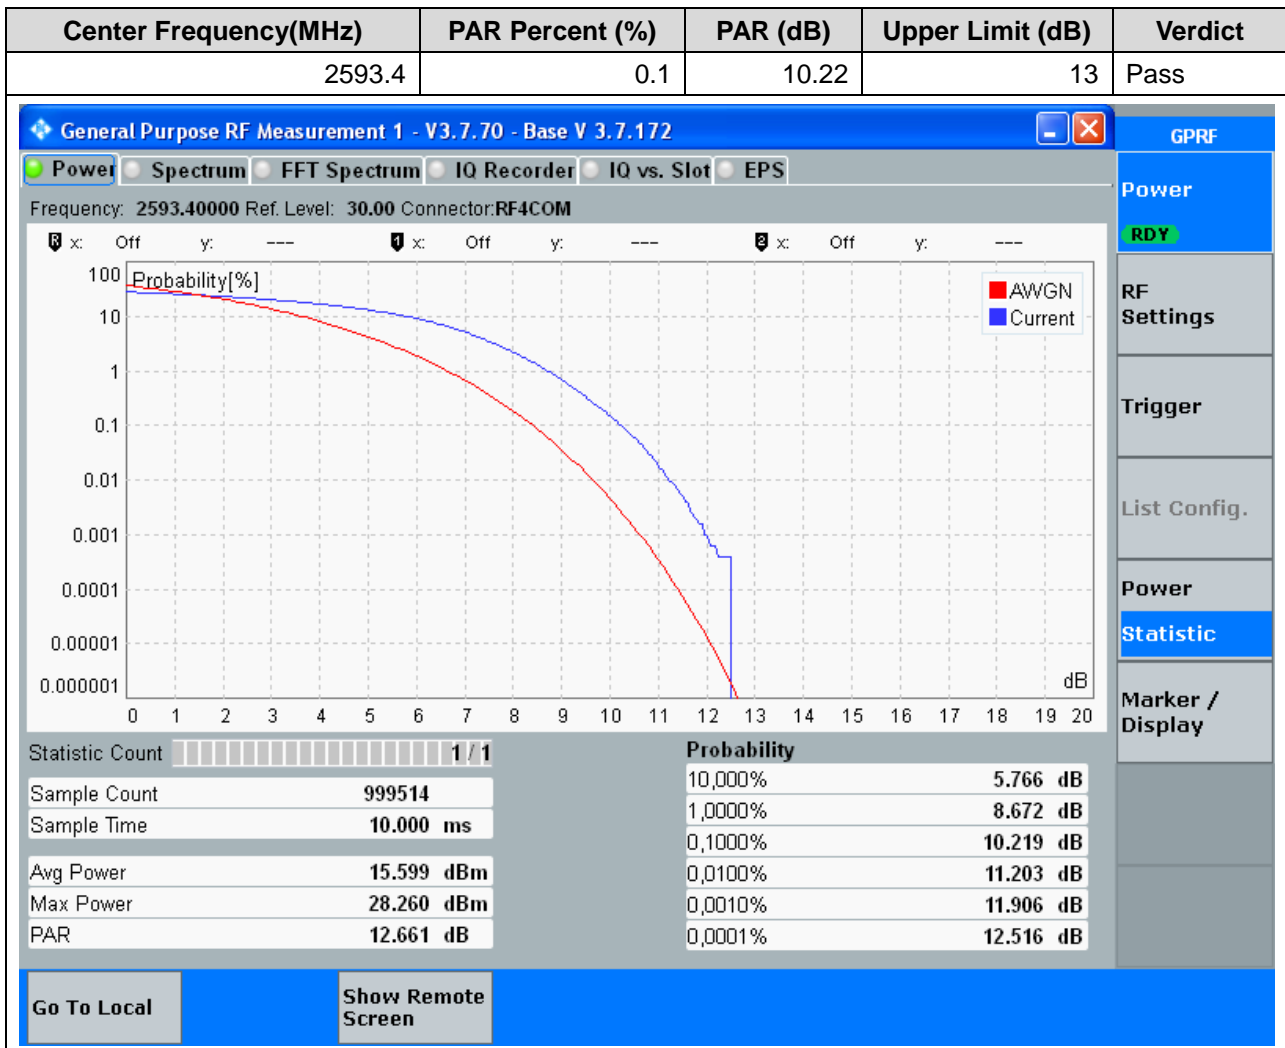 Center Frequency(MHz) PAR Percent (%) PAR (dB) Upper Limit (dB) Verdict
2593.4 0.1 10.22 13 Pass
General Purpose RF Measurement 1 - V3.7.70 - Base V 3.7.172
GPRF
Power Spectrum FFT Spectrum IQ Recorder IQ vs. Slot EPS
Power
RDY
Frequency: 2593.40000 Ref. Level: 30.00 Connector:RF4COM
R x: Off y: --- 1 x: Off y: --- 2 x: Off y: ---
Probability[%]
AWGN
Current
100
10
1
0.1
0.01
0.001
0.0001
0.00001
0.000001
dB
0 1 2 3 4 5 6 7 8 9 10 11 12 13 14 15 16 17 18 19 20
RF
Settings
Trigger
List Config.
Power
Statistic
Marker /
Display
Statistic Count 1 / 1
Sample Count 999514
Sample Time 10.000 ms
Avg Power 15.599 dBm
Max Power 28.260 dBm
PAR 12.661 dB
Probability
10,000% 5.766 dB
1,0000% 8.672 dB
0,1000% 10.219 dB
0,0100% 11.203 dB
0,0010% 11.906 dB
0,0001% 12.516 dB
Go To Local
Show Remote
Screen